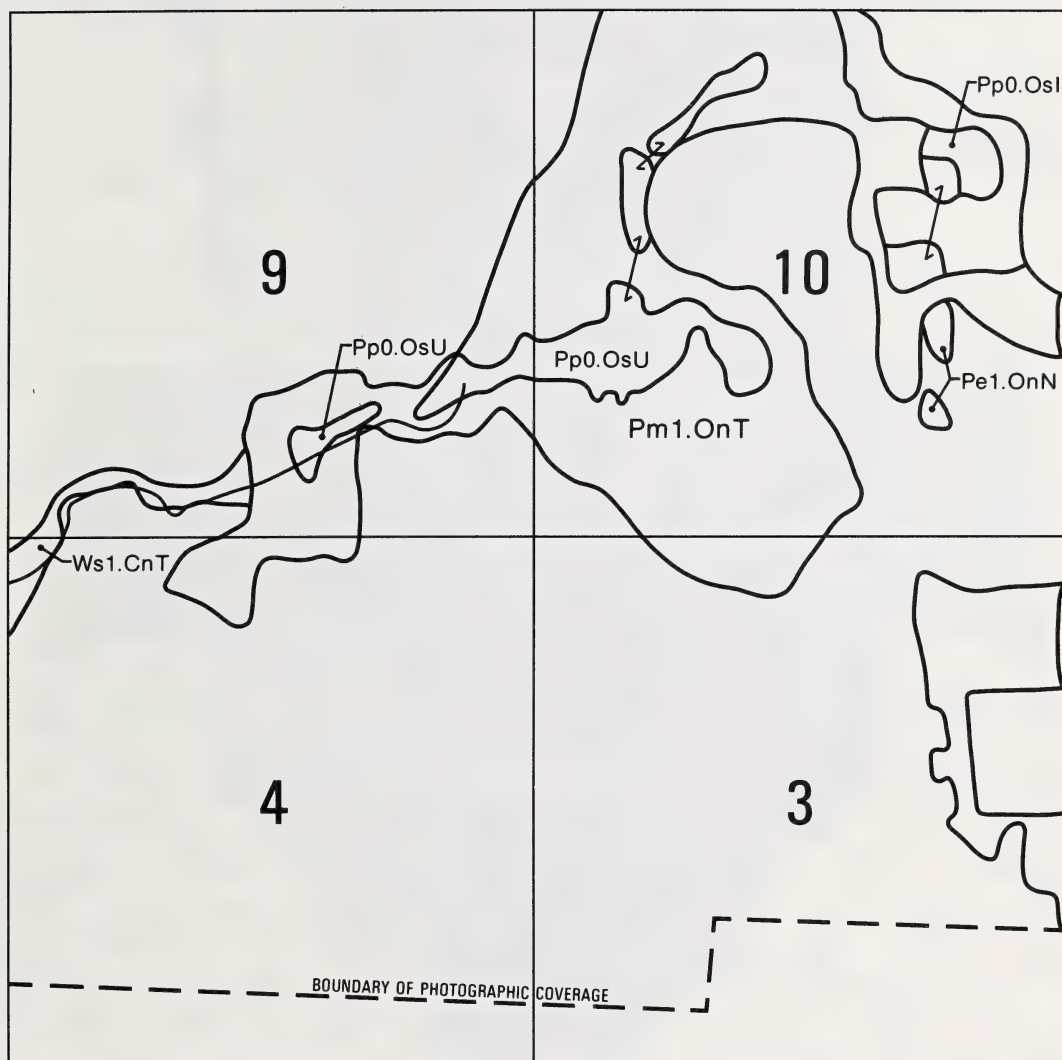 Pp0.OsI
9
10
Pp0.OsU
Pp0.OsU
Pe1.OnN
Pm1.OnT
Ws1.CnT
4
3
BOUNDARY OF PHOTOGRAPHIC COVERAGE